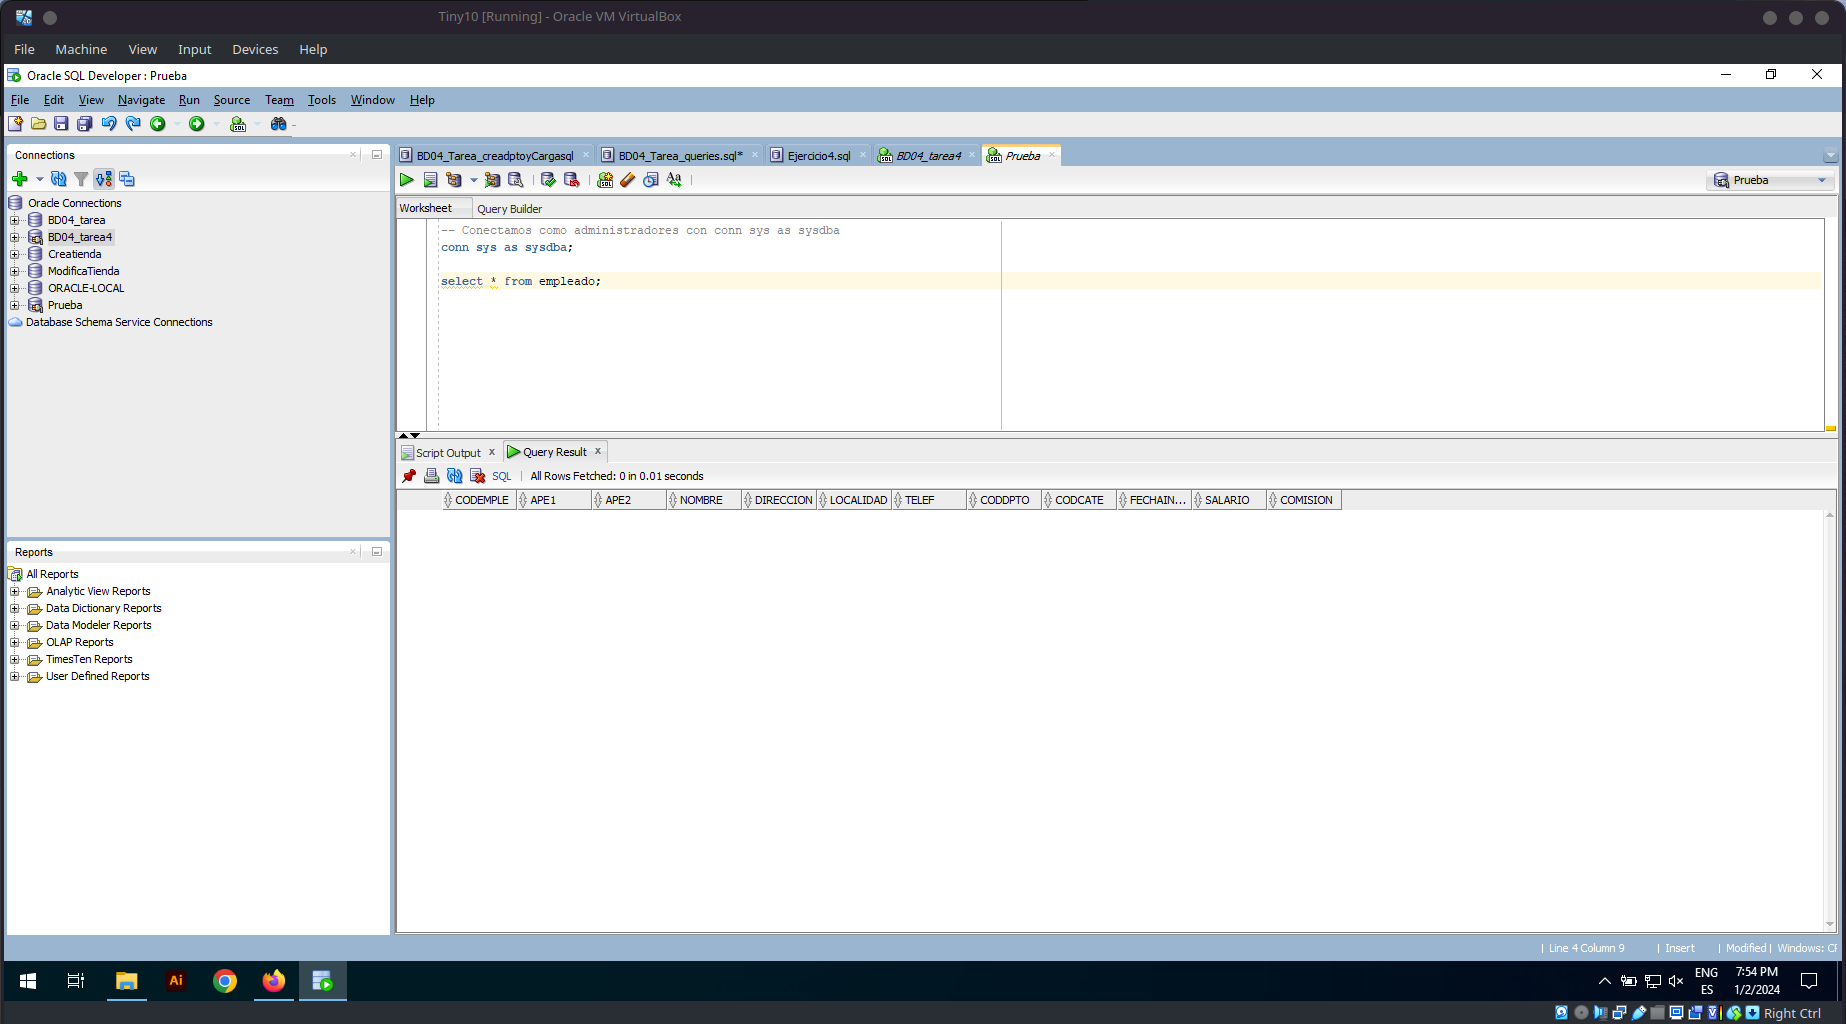 Tiny10 [Running] - Oracle VM VirtualBox
File Machine View Input Devices Help
Oracle SQL Developer : Prueba
File Edit View Navigate Run Source Team Tools Window Help
Connections
Oracle Connections
BD04_tarea
BD04_tarea4
Creatienda
ModificaTienda
ORACLE-LOCAL
Prueba
Database Schema Service Connections
Reports
All Reports
Analytic View Reports
Data Dictionary Reports
Data Modeler Reports
OLAP Reports
TimesTen Reports
User Defined Reports
BD04_Tarea_creadptoyCargasql BD04_Tarea_queries.sql* Ejercicio4.sql BD04_tarea4 Prueba
Prueba
Worksheet Query Builder
-- Conectamos como administradores con conn sys as sysdba
conn sys as sysdba;
select * from empleado;
Script Output Query Result
SQL All Rows Fetched: 0 in 0.01 seconds
CODEMPLE APE1 APE2 NOMBRE DIRECCION LOCALIDAD TELEF CODDPTO CODCATE FECHAIN... SALARIO COMISION
Line 4 Column 9 Insert Modified Windows: CF
Ai
ENG 7:54 PM
ES 1/2/2024
Right Ctrl